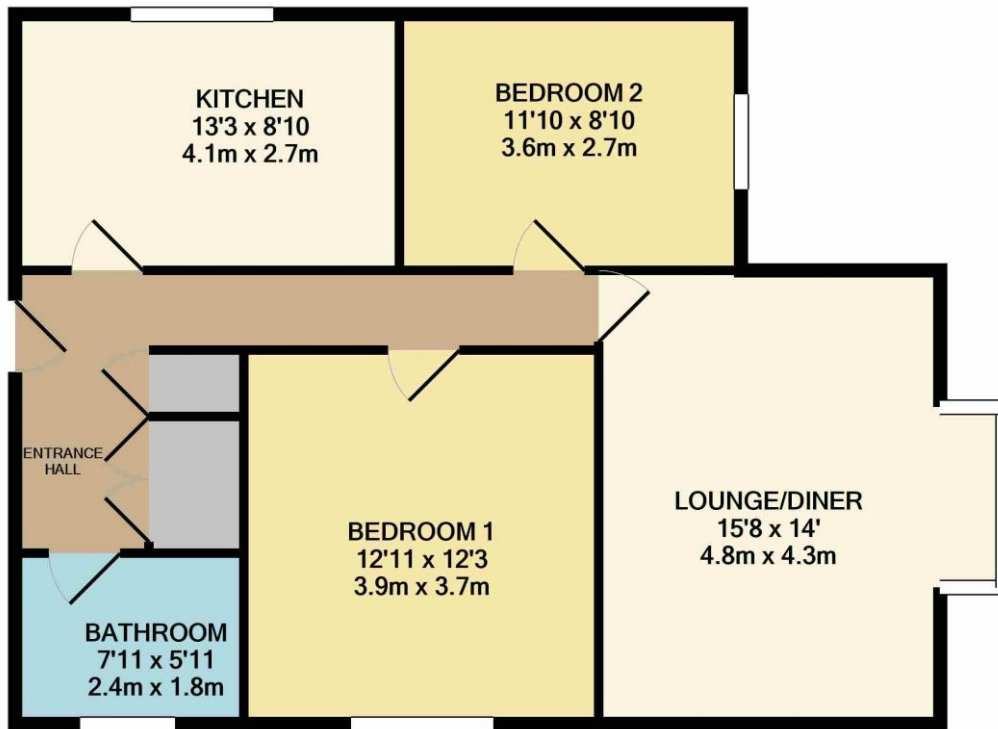 KITCHEN
13'3 x 8'10
4.1m x 2.7m
BEDROOM 2
11'10 x 8'10
3.6m x 2.7m
ENTRANCE
HALL
BEDROOM 1
12'11 x 12'3
3.9m x 3.7m
LOUNGE/DINER
15'8 x 14'
4.8m x 4.3m
BATHROOM
7'11 x 5'11
2.4m x 1.8m